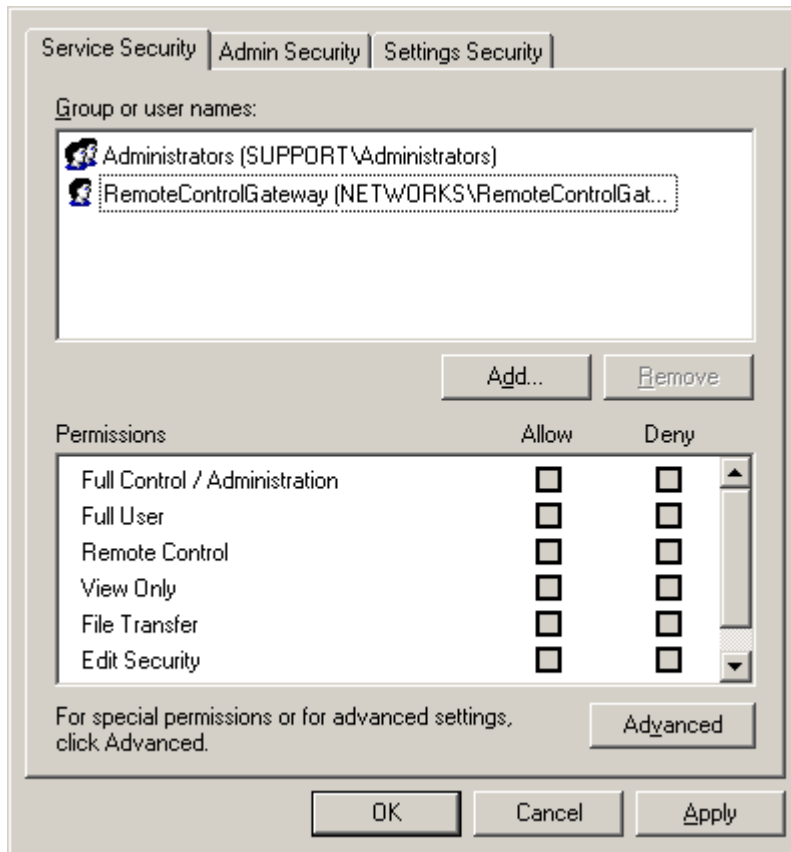 Service Security
Admin Security
Settings Security
Group or user names:
Administrators (SUPPORT\Administrators)
RemoteControlGateway (NETWORKS\RemoteControlGat...
Add...
Remove
Permissions
Allow
Deny
Full Control / Administration
Full User
Remote Control
View Only
File Transfer
Edit Security
For special permissions or for advanced settings,
click Advanced.
Advanced
OK
Cancel
Apply